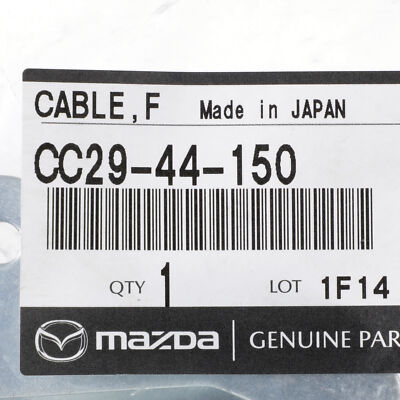 CABLE,F Made in JAPAN
CC29-44-150
QTY 1 LOT 1F14
mazda GENUINE PAR